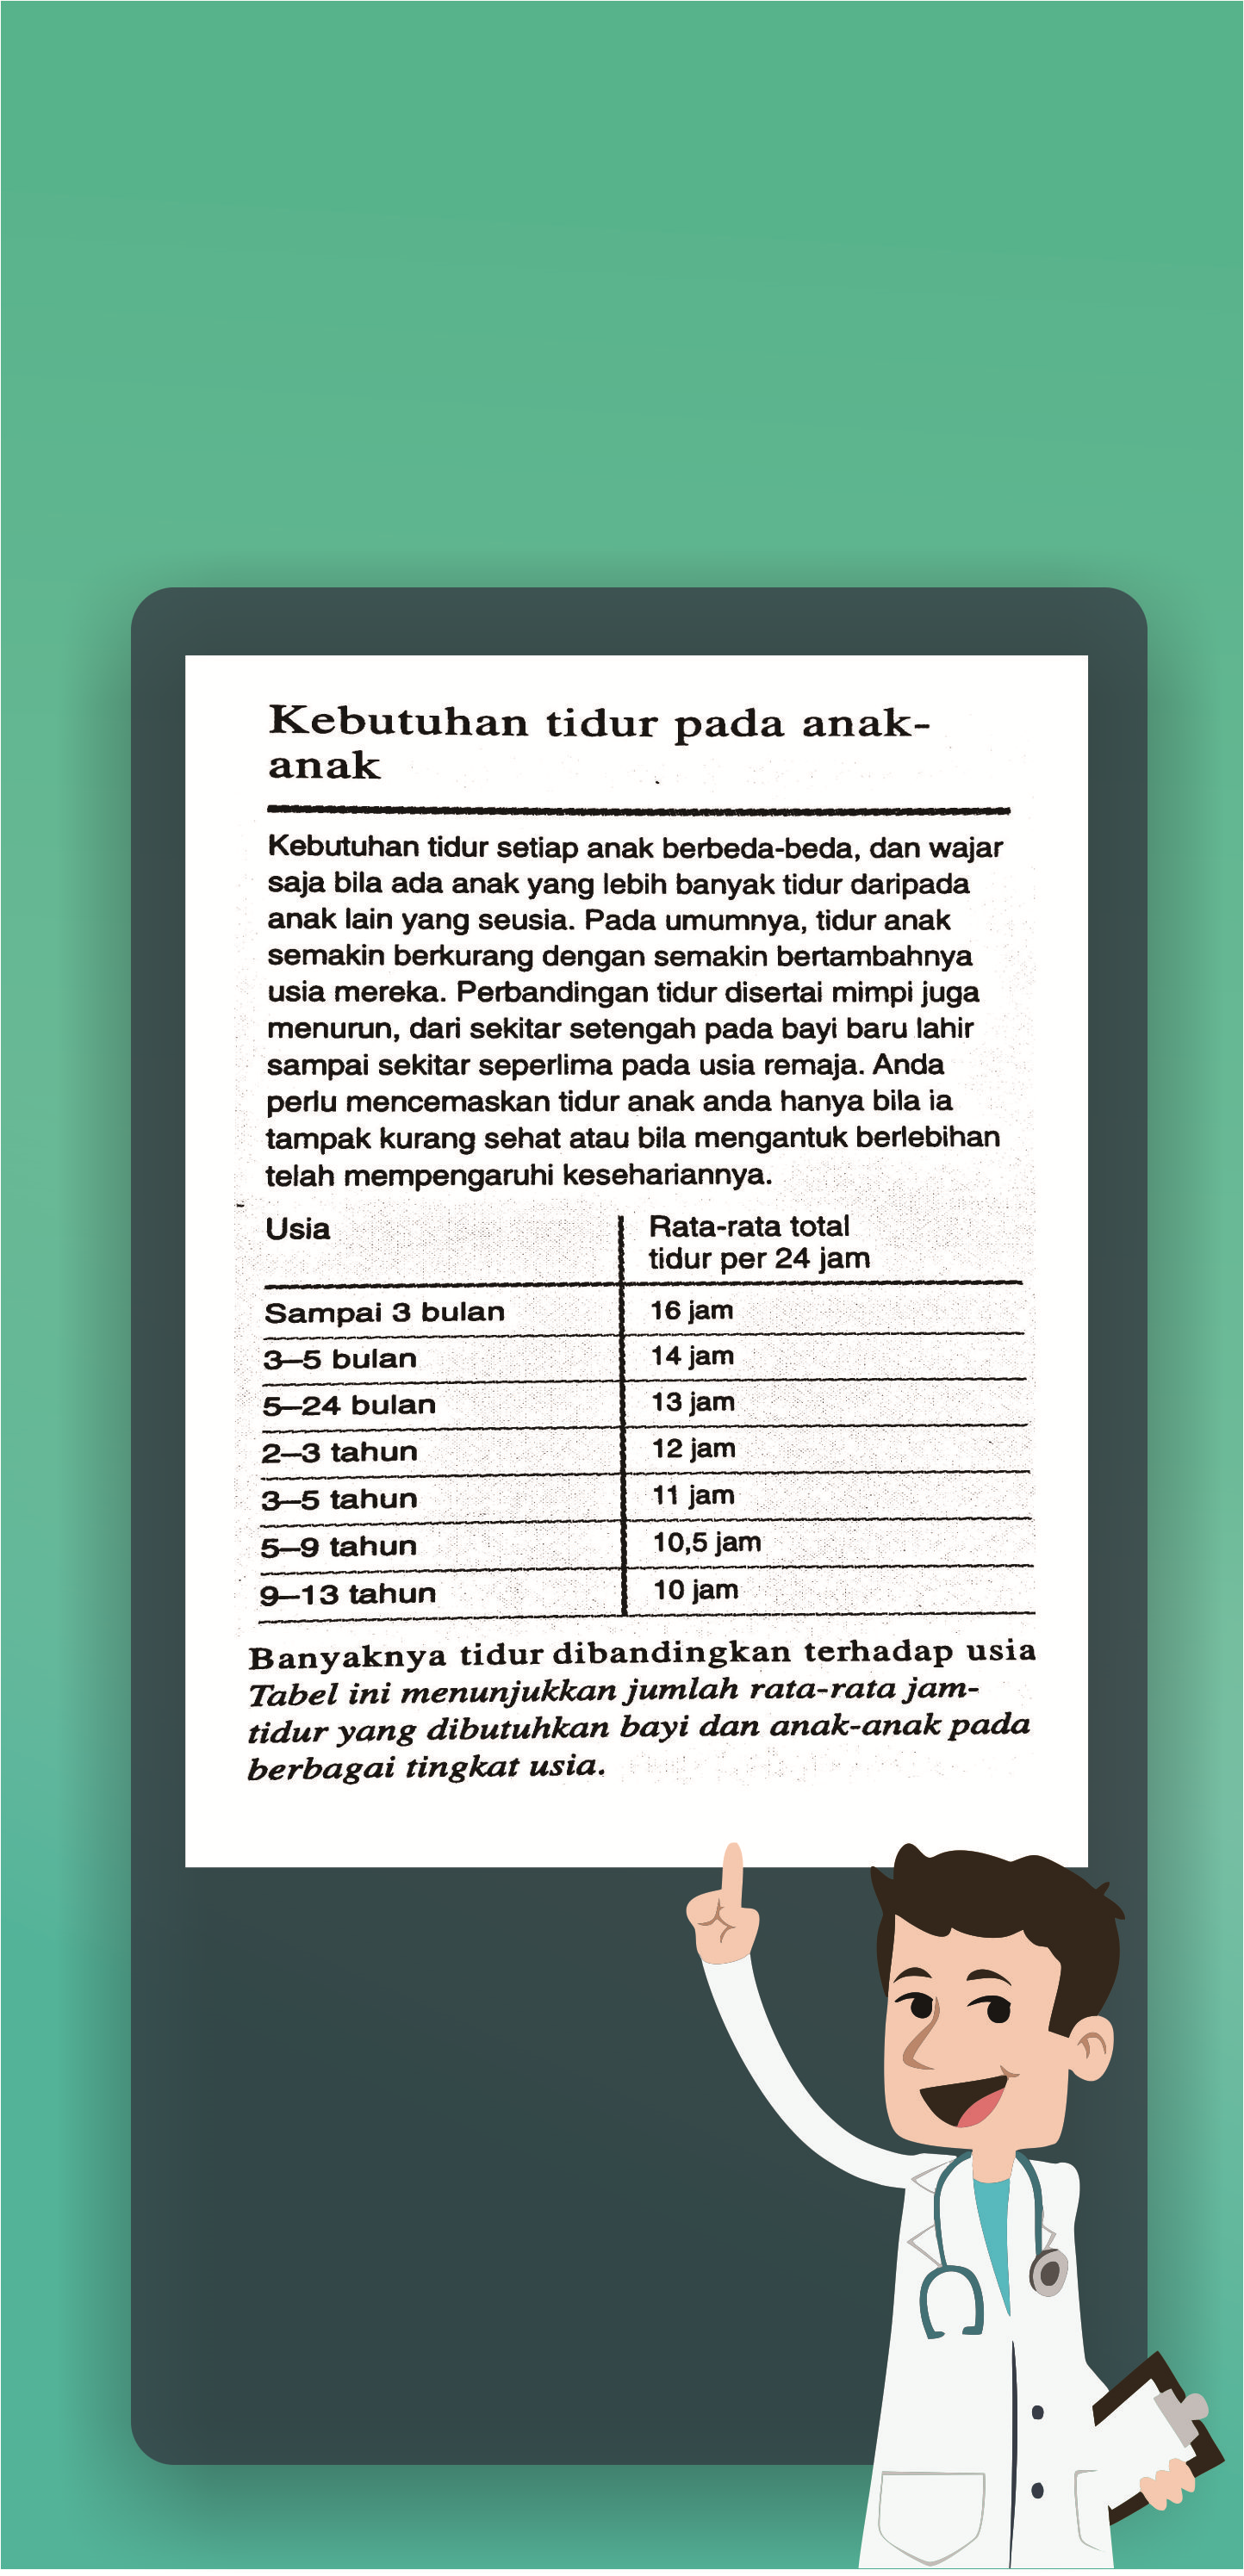 Kebutuhan tidur pada anak-
anak
Kebutuhan tidur setiap anak berbeda-beda, dan wajar
saja bila ada anak yang lebih banyak tidur daripada
anak lain yang seusia. Pada umumnya, tidur anak
semakin berkurang dengan semakin bertambahnya
usia mereka. Perbandingan tidur disertai mimpi juga
menurun, dari sekitar setengah pada bayi baru lahir
sampai sekitar seperlima pada usia remaja. Anda
perlu mencemaskan tidur anak anda hanya bila ia
tampak kurang sehat atau bila mengantuk berlebihan
telah mempengaruhi kesehariannya.
Usia Rata-rata total
tidur per 24 jam
Sampai 3 bulan 16 jam
3–5 bulan 14 jam
5–24 bulan 13 jam
2–3 tahun 12 jam
3–5 tahun 11 jam
5–9 tahun 10,5 jam
9–13 tahun 10 jam
Banyaknya tidur dibandingkan terhadap usia
Tabel ini menunjukkan jumlah rata-rata jam-
tidur yang dibutuhkan bayi dan anak-anak pada
berbagai tingkat usia.